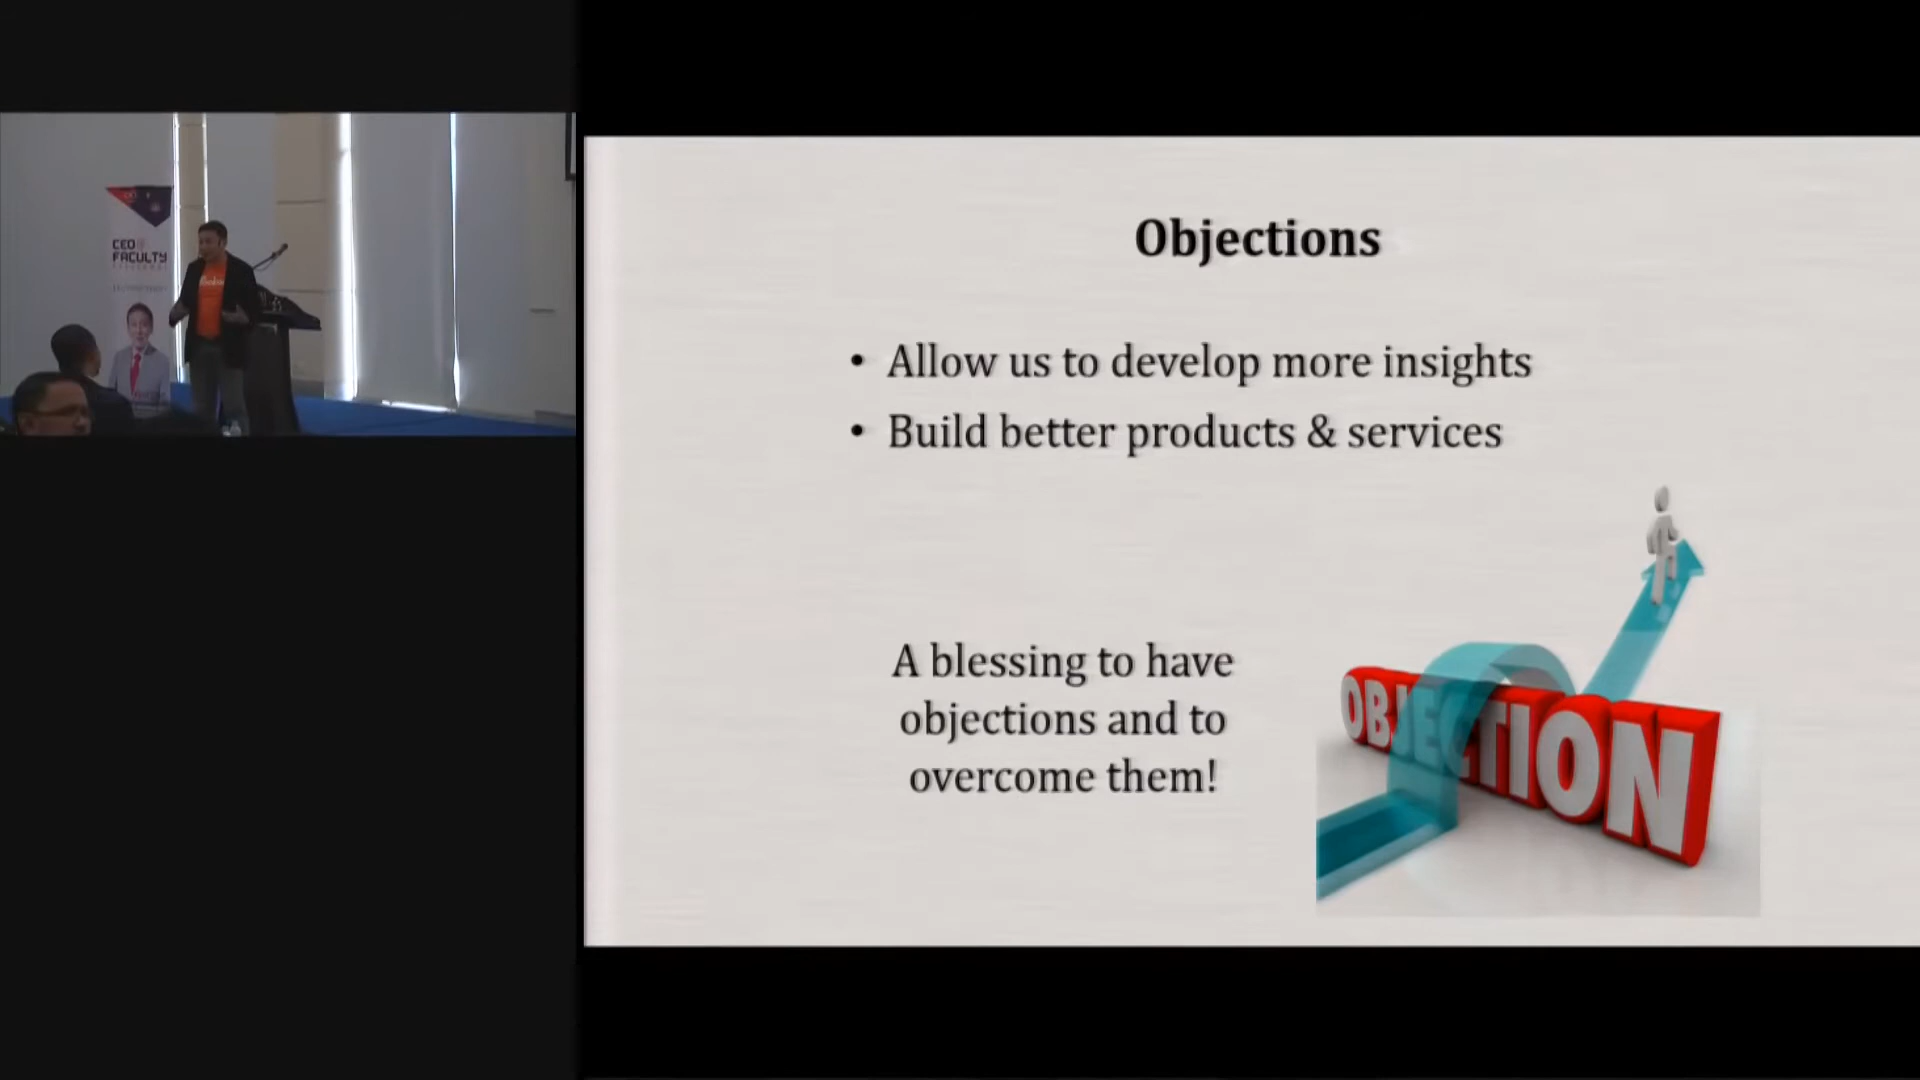 CEO@
FACULTY
Objections
• Allow us to develop more insights
• Build better products & services
A blessing to have
objections and to
overcome them!
OBJECTION